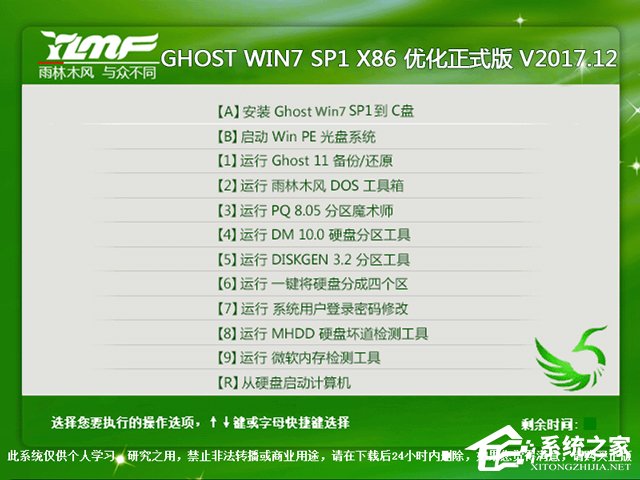 YLMF
雨林木风 与众不同
GHOST WIN7 SP1 X86 优化正式版 V2017.12
【A】安装 Ghost Win7 SP1到 C盘
【B】启动 Win PE 光盘系统
【1】运行 Ghost 11 备份/还原
【2】运行 雨林木风 DOS 工具箱
【3】运行 PQ 8.05 分区魔术师
【4】运行 DM 10.0 硬盘分区工具
【5】运行 DISKGEN 3.2 分区工具
【6】运行 一键将硬盘分成四个区
【7】运行 系统用户登录密码修改
【8】运行 MHDD 硬盘坏道检测工具
【9】运行 微软内存检测工具
【R】从硬盘启动计算机
选择您要执行的操作选项，↑↓键或字母快捷键选择
剩余时间:
此系统仅供个人学习、研究之用，禁止非法转播或商业用途，请在下载后24小时内删除，
系统之家
XITONGZHIJIA.NET